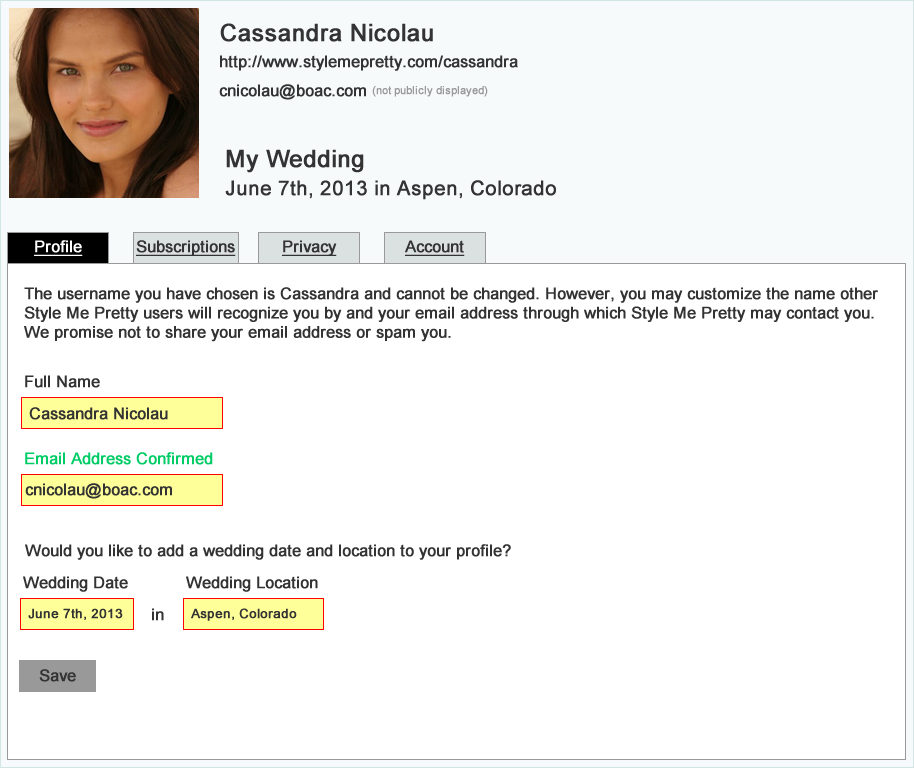 Cassandra Nicolau
http://www.stylemepretty.com/cassandra
cnicolau@boac.com (not publicly displayed)
My Wedding
June 7th, 2013 in Aspen, Colorado
Profile Subscriptions Privacy Account
The username you have chosen is Cassandra and cannot be changed. However, you may customize the name other
Style Me Pretty users will recognize you by and your email address through which Style Me Pretty may contact you.
We promise not to share your email address or spam you.
Full Name
Cassandra Nicolau
Email Address Confirmed
cnicolau@boac.com
Would you like to add a wedding date and location to your profile?
Wedding Date Wedding Location
June 7th, 2013 in Aspen, Colorado
Save